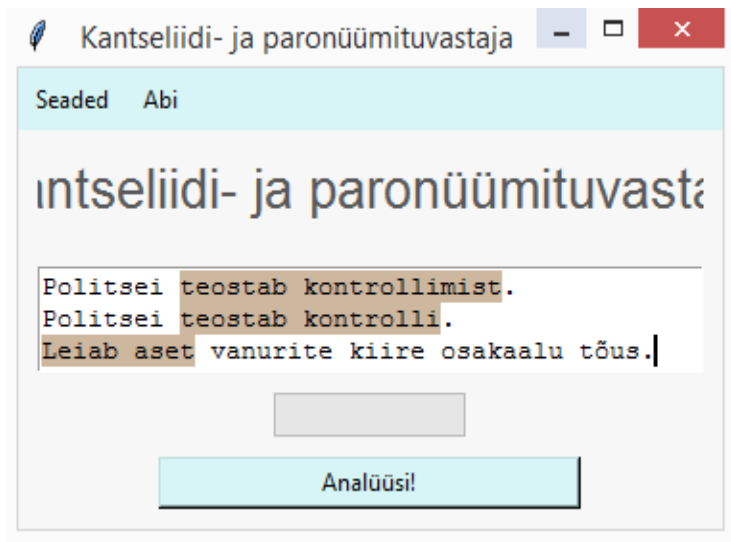 Kantseliidi- ja paronüümituvastaja
Seaded Abi
antseliidi- ja paronüümituvasta
Politsei teostab kontrollimist.
Politsei teostab kontrolli.
Leiab aset vanurite kiire osakaalu tõus.
Analüüsi!